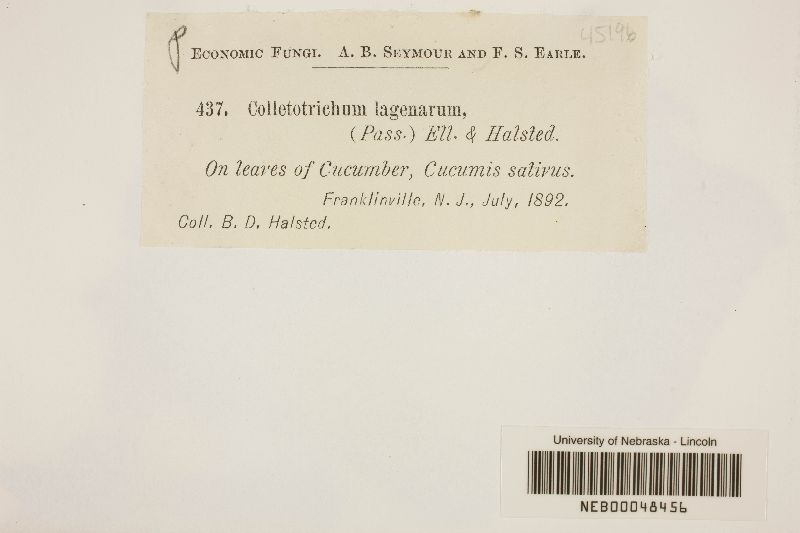 45196
ECONOMIC FUNGI. A. B. SEYMOUR AND F. S. EARLE.
437. Colletotrichum lagenarum,
(Pass.) Ell. & Halsted.
On leaves of Cucumber, Cucumis sativus.
Franklinville, N. J., July, 1892.
Coll. B. D. Halsted.
University of Nebraska - Lincoln
NEB00048456